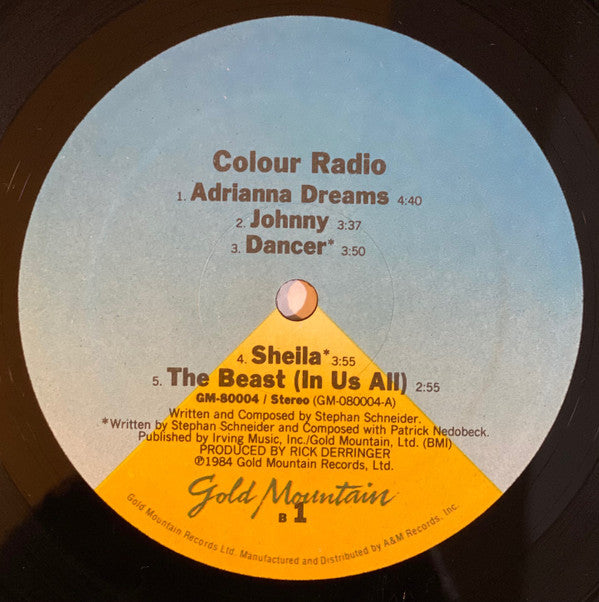 Colour Radio
1. Adrianna Dreams 4:40
2. Johnny 3:37
3. Dancer* 3:50
4. Sheila* 3:55
5. The Beast (In Us All) 2:55
GM-80004 / Stereo (GM-080004-A)
Written and Composed by Stephan Schneider.
*Written by Stephan Schneider and Composed with Patrick Nedobeck.
Published by Irving Music, Inc./Gold Mountain, Ltd. (BMI)
PRODUCED BY RICK DERRINGER
℗1984 Gold Mountain Records, Ltd.
Gold Mountain
B 1
Gold Mountain Records Ltd. Manufactured and Distributed by A&M Records, Inc.